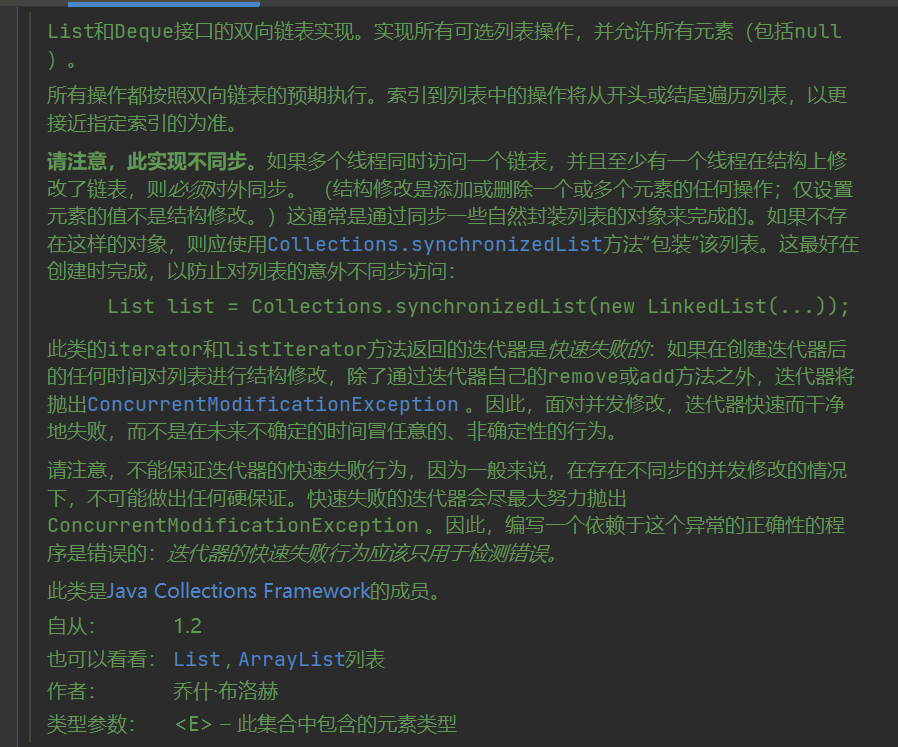 List和Deque接口的双向链表实现。实现所有可选列表操作，并允许所有元素（包括null
）。
所有操作都按照双向链表的预期执行。索引到列表中的操作将从开头或结尾遍历列表，以更
接近指定索引的为准。
请注意，此实现不同步。如果多个线程同时访问一个链表，并且至少有一个线程在结构上修
改了链表，则必须对外同步。 （结构修改是添加或删除一个或多个元素的任何操作；仅设置
元素的值不是结构修改。）这通常是通过同步一些自然封装列表的对象来完成的。如果不存
在这样的对象，则应使用Collections.synchronizedList方法“包装”该列表。这最好在
创建时完成，以防止对列表的意外不同步访问：
List list = Collections.synchronizedList(new LinkedList(...));
此类的iterator和listIterator方法返回的迭代器是快速失败的：如果在创建迭代器后
的任何时间对列表进行结构修改，除了通过迭代器自己的remove或add方法之外，迭代器将
抛出ConcurrentModificationException 。因此，面对并发修改，迭代器快速而干净
地失败，而不是在未来不确定的时间冒任意的、非确定性的行为。
请注意，不能保证迭代器的快速失败行为，因为一般来说，在存在不同步的并发修改的情况
下，不可能做出任何硬保证。快速失败的迭代器会尽最大努力抛出
ConcurrentModificationException 。因此，编写一个依赖于这个异常的正确性的程
序是错误的：迭代器的快速失败行为应该只用于检测错误。
此类是Java Collections Framework的成员。
自从： 1.2
也可以看看： List , ArrayList列表
作者： 乔什·布洛赫
类型参数： <E> – 此集合中包含的元素类型